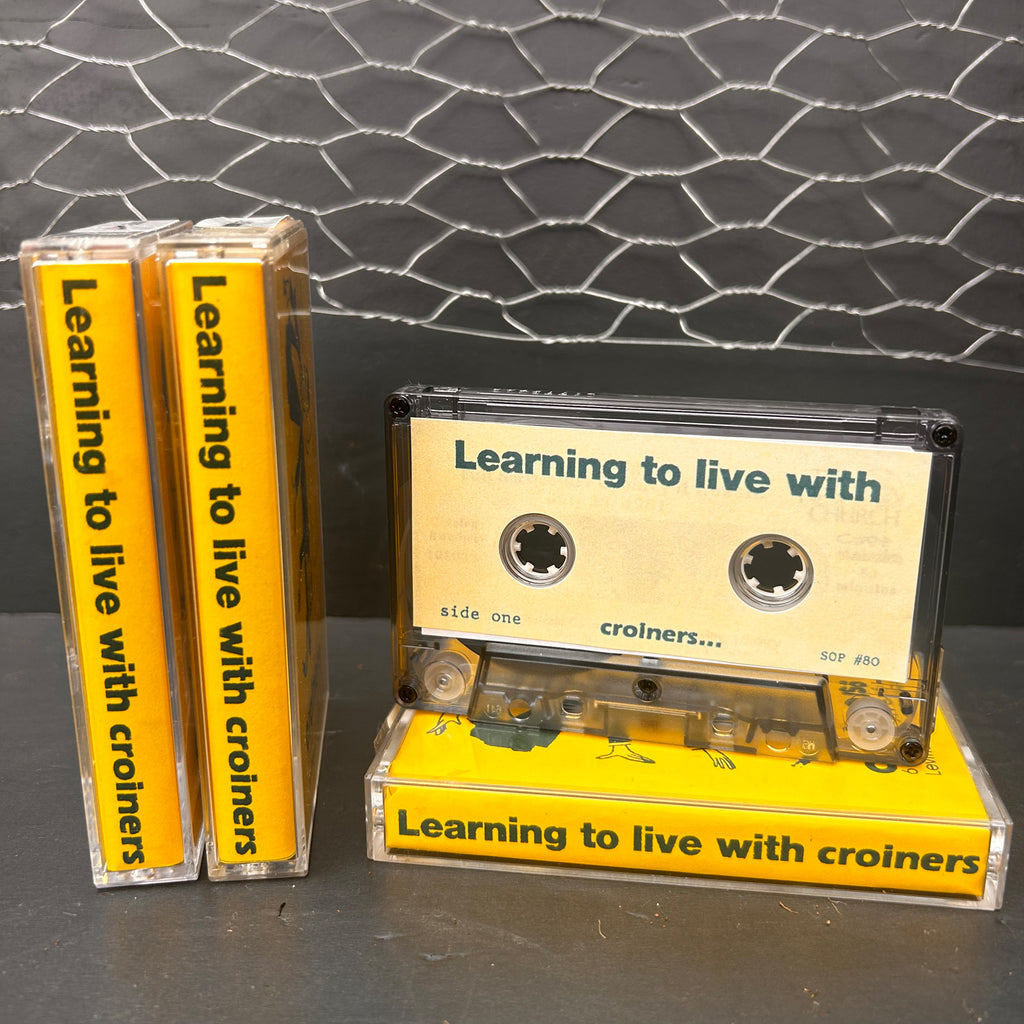 Learning to live with croiners
Learning to live with croiners
Learning to live with
side one
croiners...
SOP #80
Learning to live with croiners